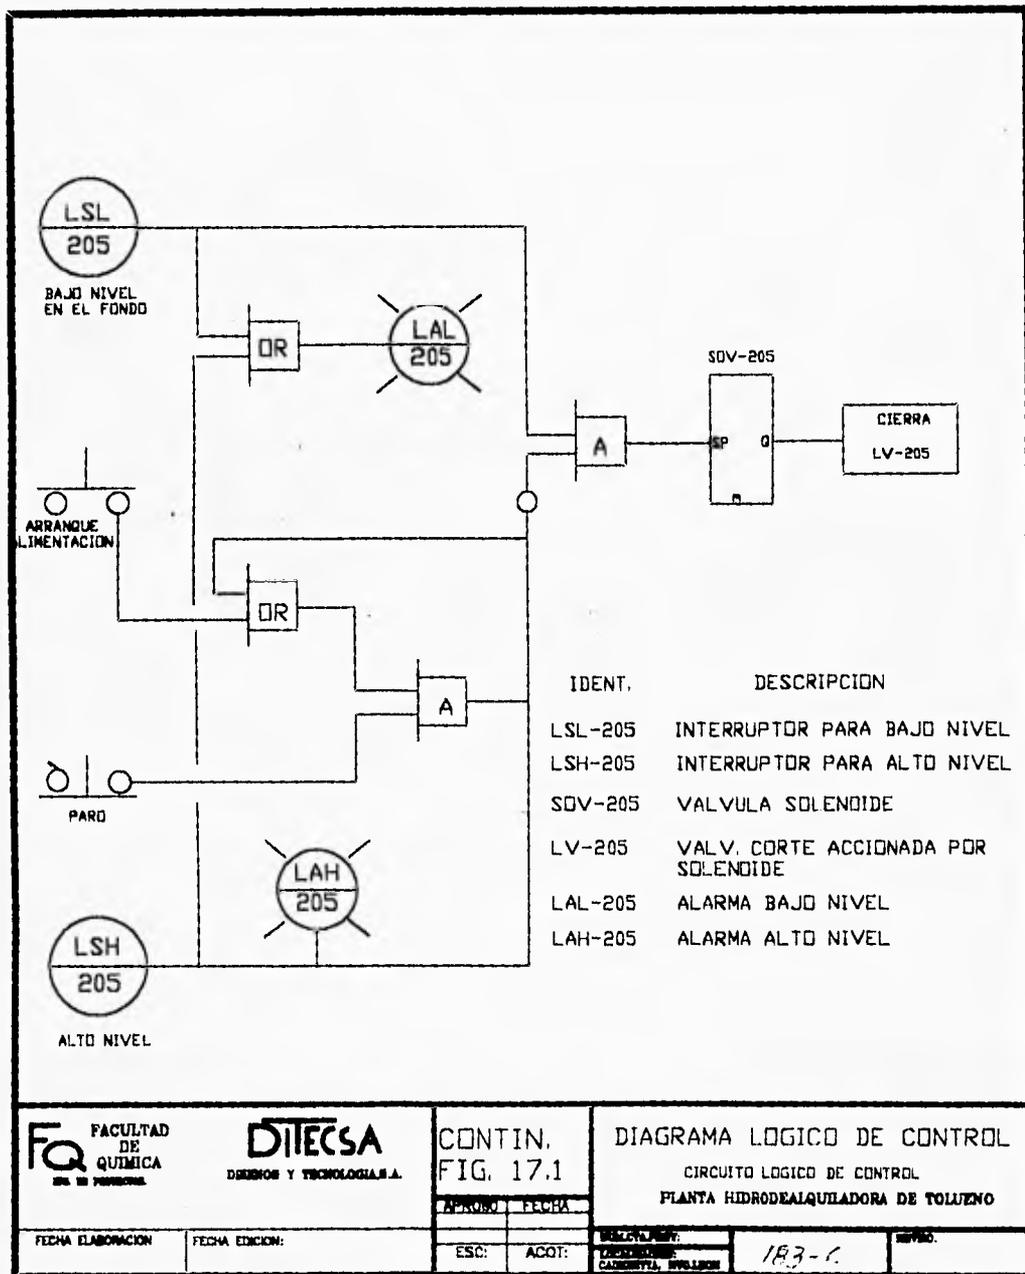 LSL
205
BAJO NIVEL
EN EL FONDO
OR
LAL
205
SOV-205
SP Q
CIERRA
LV-205
A
ARRANQUE
LIMENTACION
OR
A
PARO
LAH
205
LSH
205
ALTO NIVEL
IDENT. DESCRIPCION
LSL-205 INTERRUPTOR PARA BAJO NIVEL
LSH-205 INTERRUPTOR PARA ALTO NIVEL
SOV-205 VALVULA SOLENOIDE
LV-205 VALV. CORTE ACCIONADA POR
SOLENOIDE
LAL-205 ALARMA BAJO NIVEL
LAH-205 ALARMA ALTO NIVEL
FQ FACULTAD
DE
QUIMICA
DITECSA
DISENOS Y TECNOLOGIA,S.A.
CONTIN.
FIG. 17.1
APROBO FECHA
ESC: ACOT:
DIAGRAMA LOGICO DE CONTROL
CIRCUITO LOGICO DE CONTROL
PLANTA HIDRODEALQUILADORA DE TOLUENO
FECHA ELABORACION FECHA EDICION: